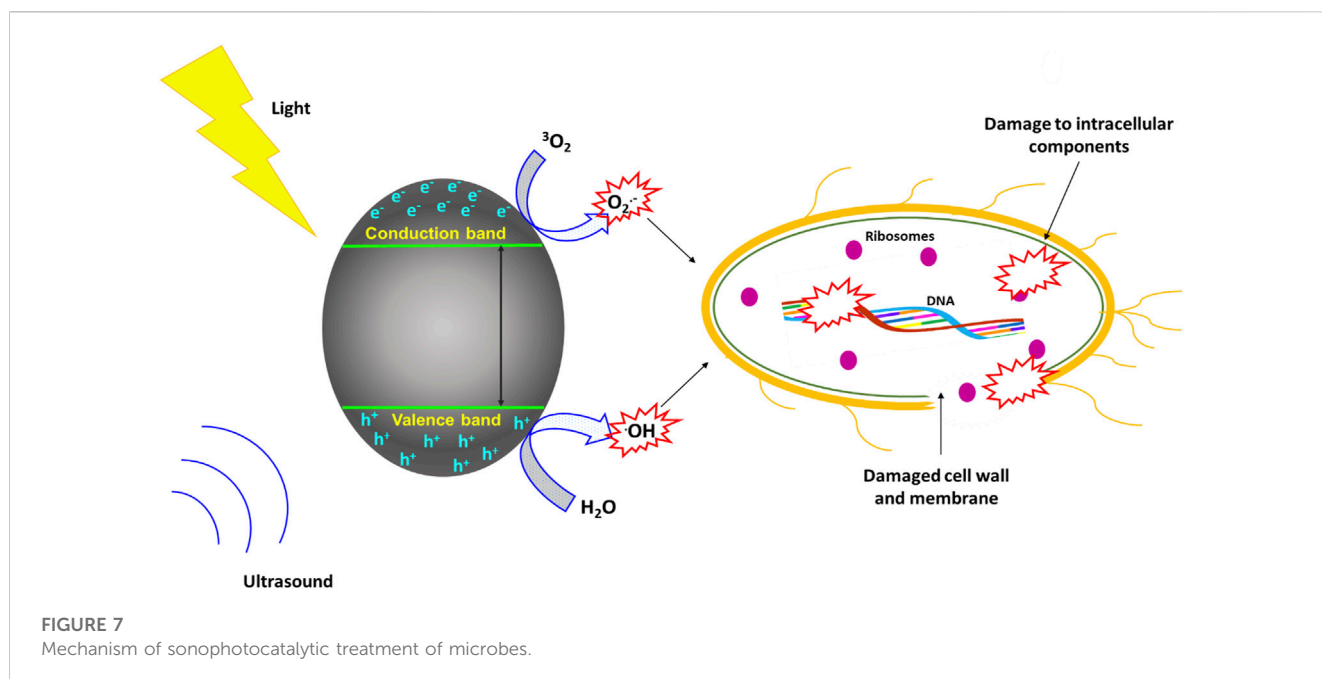 Light
³O₂
Damage to intracellular
components
e⁻ e⁻ e⁻ e⁻
e⁻ e⁻ e⁻ e⁻ e⁻ e⁻
Conduction band
O₂·⁻
Ribosomes
DNA
Valence band
h⁺ h⁺
h⁺ h⁺ h⁺
h⁺ h⁺ h⁺
·OH
H₂O
Damaged cell wall
and membrane
Ultrasound
FIGURE 7
Mechanism of sonophotocatalytic treatment of microbes.